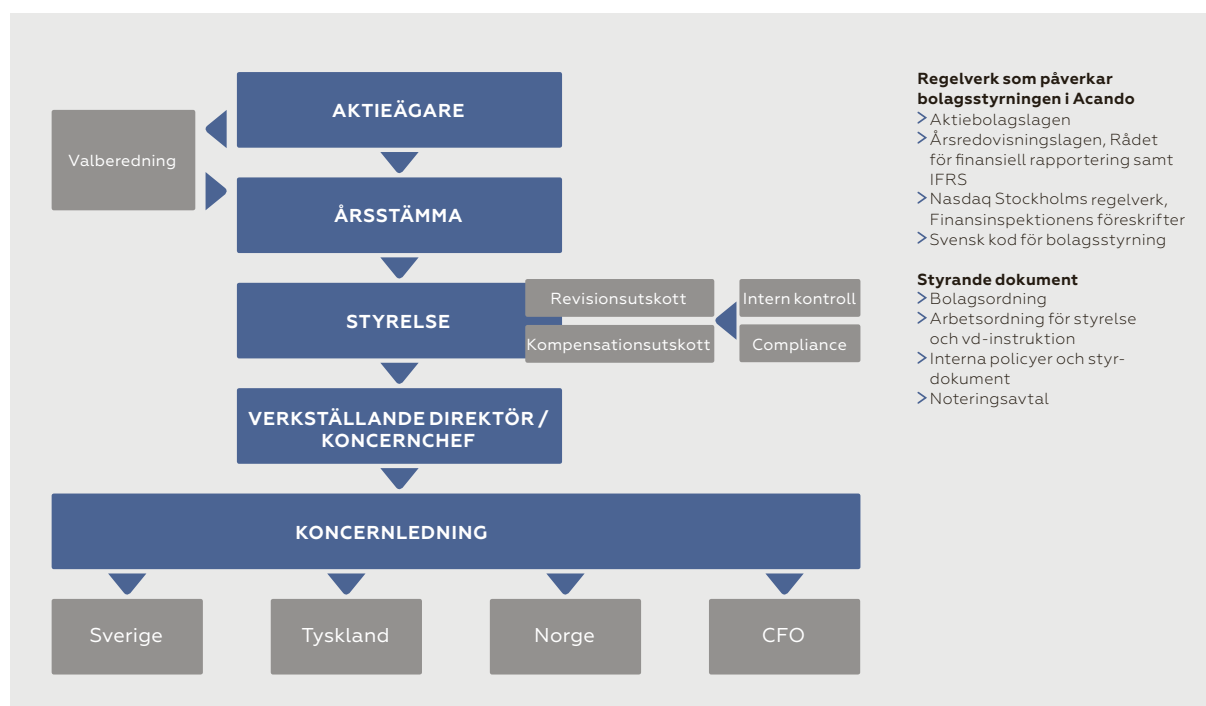 AKTIEÄGARE
Valberedning
ÅRSSTÄMMA
STYRELSE
Revisionsutskott
Intern kontroll
Kompensationsutskott
Compliance
VERKSTÄLLANDE DIREKTÖR /
KONCERNCHEF
KONCERNLEDNING
Sverige
Tyskland
Norge
CFO
Regelverk som påverkar
bolagsstyrningen i Acando
> Aktiebolagslagen
> Årsredovisningslagen, Rådet
för finansiell rapportering samt
IFRS
> Nasdaq Stockholms regelverk,
Finansinspektionens föreskrifter
> Svensk kod för bolagsstyrning
Styrande dokument
> Bolagsordning
> Arbetsordning för styrelse
och vd-instruktion
> Interna policyer och styr-
dokument
> Noteringsavtal